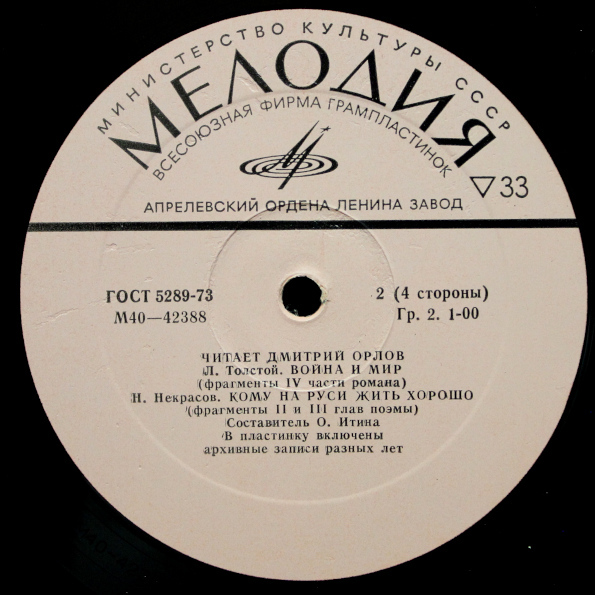 МИНИСТЕРСТВО КУЛЬТУРЫ СССР
МЕЛОДИЯ
ВСЕСОЮЗНАЯ ФИРМА ГРАМПЛАСТИНОК
АПРЕЛЕВСКИЙ ОРДЕНА ЛЕНИНА ЗАВОД
▽33
ГОСТ 5289-73
М40—42388
2 (4 стороны)
Гр. 2. 1-00
ЧИТАЕТ ДМИТРИЙ ОРЛОВ
Л. Толстой. ВОЙНА И МИР
(фрагменты IV части романа)
Н. Некрасов. КОМУ НА РУСИ ЖИТЬ ХОРОШО
(фрагменты II и III глав поэмы)
Составитель О. Итина
В пластинку включены
архивные записи разных лет